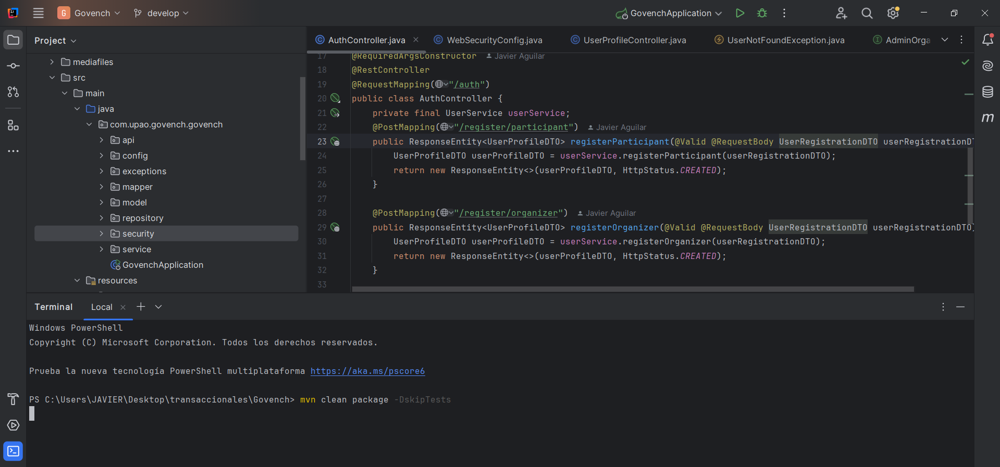 G Govench develop GovenchApplication
Project
mediafiles
src
main
java
com.upao.govench.govench
api
config
exceptions
mapper
model
repository
security
service
GovenchApplication
resources
AuthController.java WebSecurityConfig.java UserProfileController.java UserNotFoundException.java AdminOrga
17 @RequiredArgsConstructor Javier Aguilar
18 @RestController
19 @RequestMapping("/auth")
20 public class AuthController {
21 private final UserService userService;
22 @PostMapping("/register/participant") Javier Aguilar
23 public ResponseEntity<UserProfileDTO> registerParticipant(@Valid @RequestBody UserRegistrationDTO userRegistrationDT
24 UserProfileDTO userProfileDTO = userService.registerParticipant(userRegistrationDTO);
25 return new ResponseEntity<>(userProfileDTO, HttpStatus.CREATED);
26 }
27
28 @PostMapping("/register/organizer") Javier Aguilar
29 public ResponseEntity<UserProfileDTO> registerOrganizer(@Valid @RequestBody UserRegistrationDTO userRegistrationDTO)
30 UserProfileDTO userProfileDTO = userService.registerOrganizer(userRegistrationDTO);
31 return new ResponseEntity<>(userProfileDTO, HttpStatus.CREATED);
32 }
33
Terminal Local
Windows PowerShell
Copyright (C) Microsoft Corporation. Todos los derechos reservados.
Prueba la nueva tecnología PowerShell multiplataforma https://aka.ms/pscore6
PS C:\Users\JAVIER\Desktop\transaccionales\Govench> mvn clean package -DskipTests